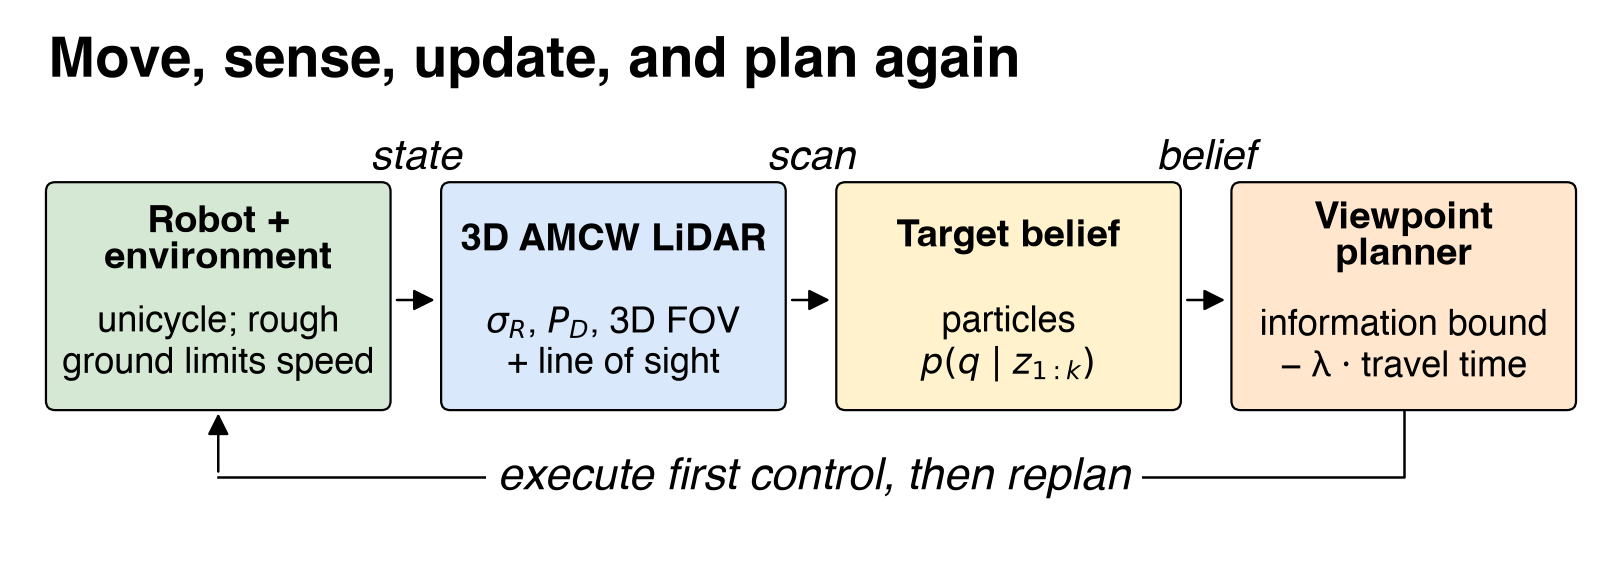 Move, sense, update, and plan again
state
scan
belief
Robot +
environment
unicycle; rough
ground limits speed
3D AMCW LiDAR
σ_R, P_D, 3D FOV
+ line of sight
Target belief
particles
p(q | z_{1:k})
Viewpoint
planner
information bound
− λ · travel time
execute first control, then replan